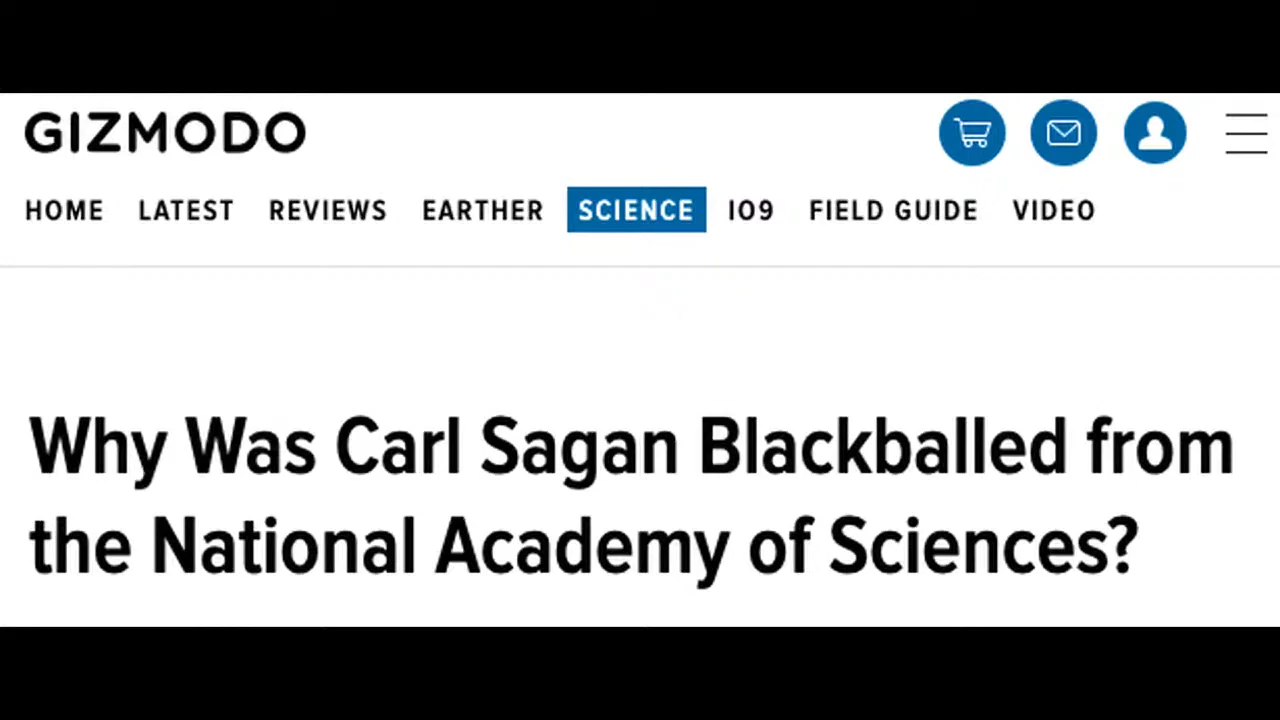 GIZMODO
HOME LATEST REVIEWS EARTHER SCIENCE IO9 FIELD GUIDE VIDEO
Why Was Carl Sagan Blackballed from
the National Academy of Sciences?